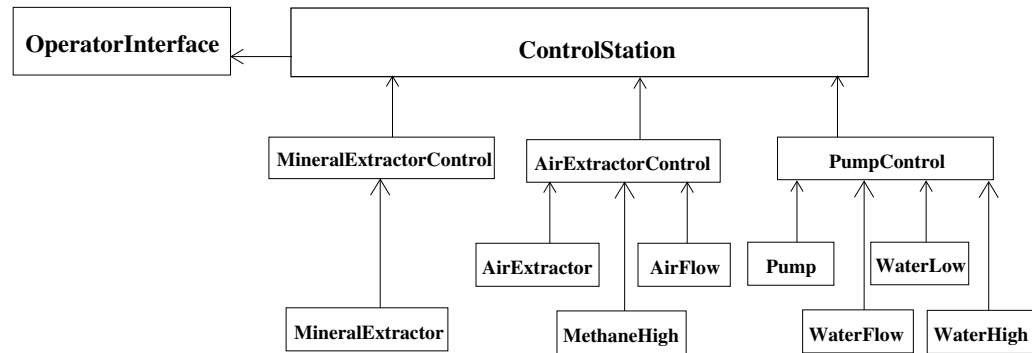 OperatorInterface
ControlStation
MineralExtractorControl
AirExtractorControl
PumpControl
AirExtractor
AirFlow
Pump
WaterLow
MineralExtractor
MethaneHigh
WaterFlow
WaterHigh